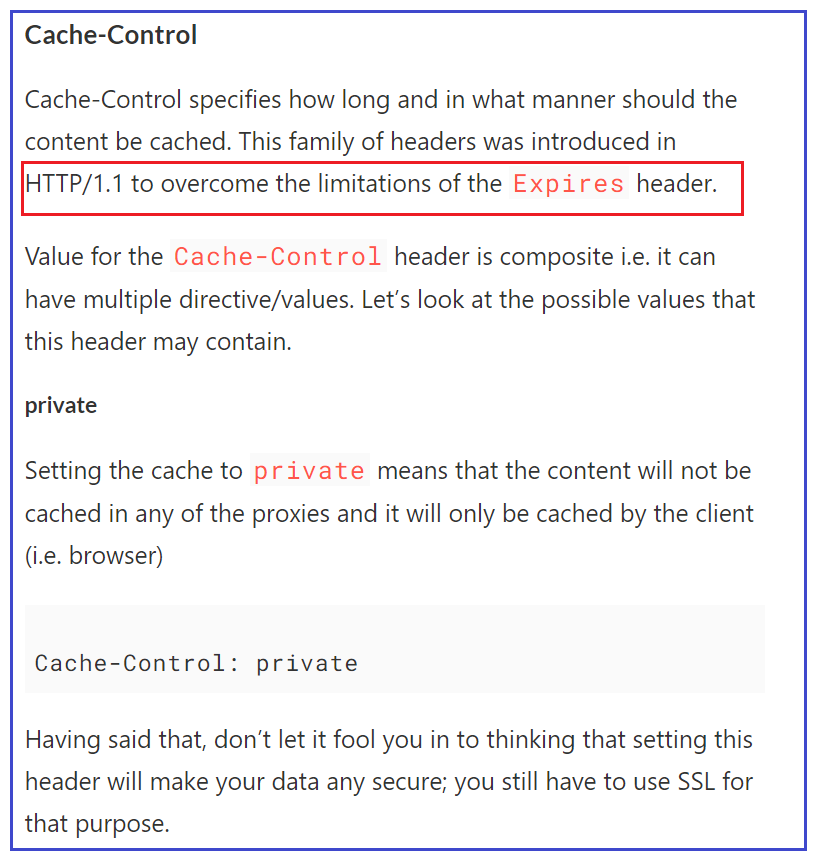 Cache-Control
Cache-Control specifies how long and in what manner should the
content be cached. This family of headers was introduced in
HTTP/1.1 to overcome the limitations of the Expires header.
Value for the Cache-Control header is composite i.e. it can
have multiple directive/values. Let’s look at the possible values that
this header may contain.
private
Setting the cache to private means that the content will not be
cached in any of the proxies and it will only be cached by the client
(i.e. browser)
Cache-Control: private
Having said that, don’t let it fool you in to thinking that setting this
header will make your data any secure; you still have to use SSL for
that purpose.